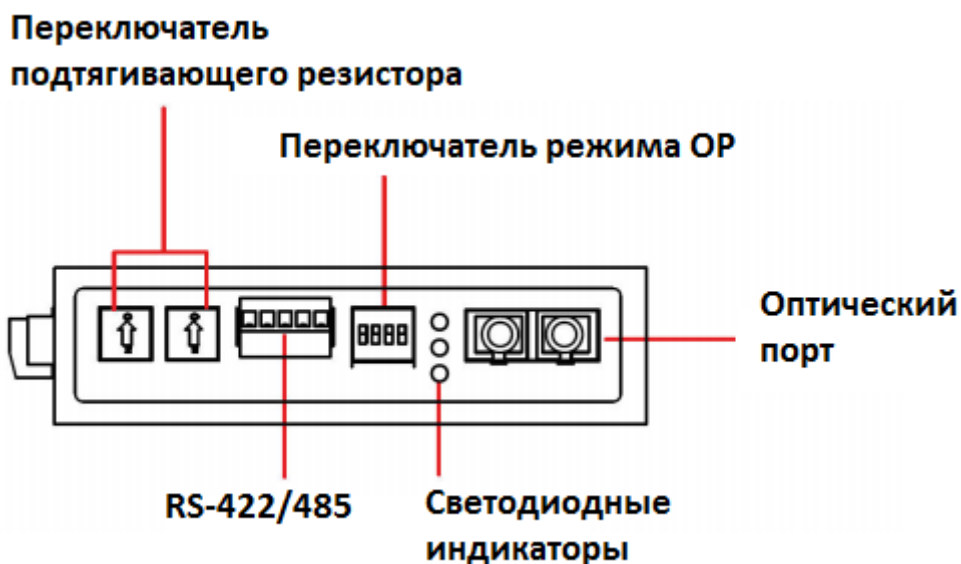 Переключатель
подтягивающего резистора
Переключатель режима OP
Оптический
порт
RS-422/485
Светодиодные
индикаторы